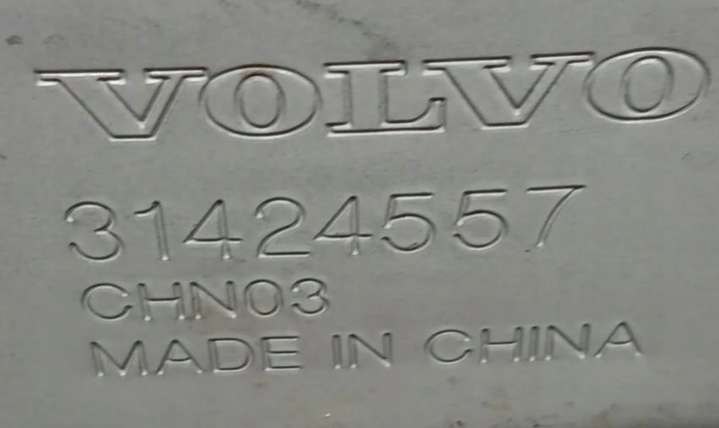 VOLVO
31424557
CHN03
MADE IN CHINA